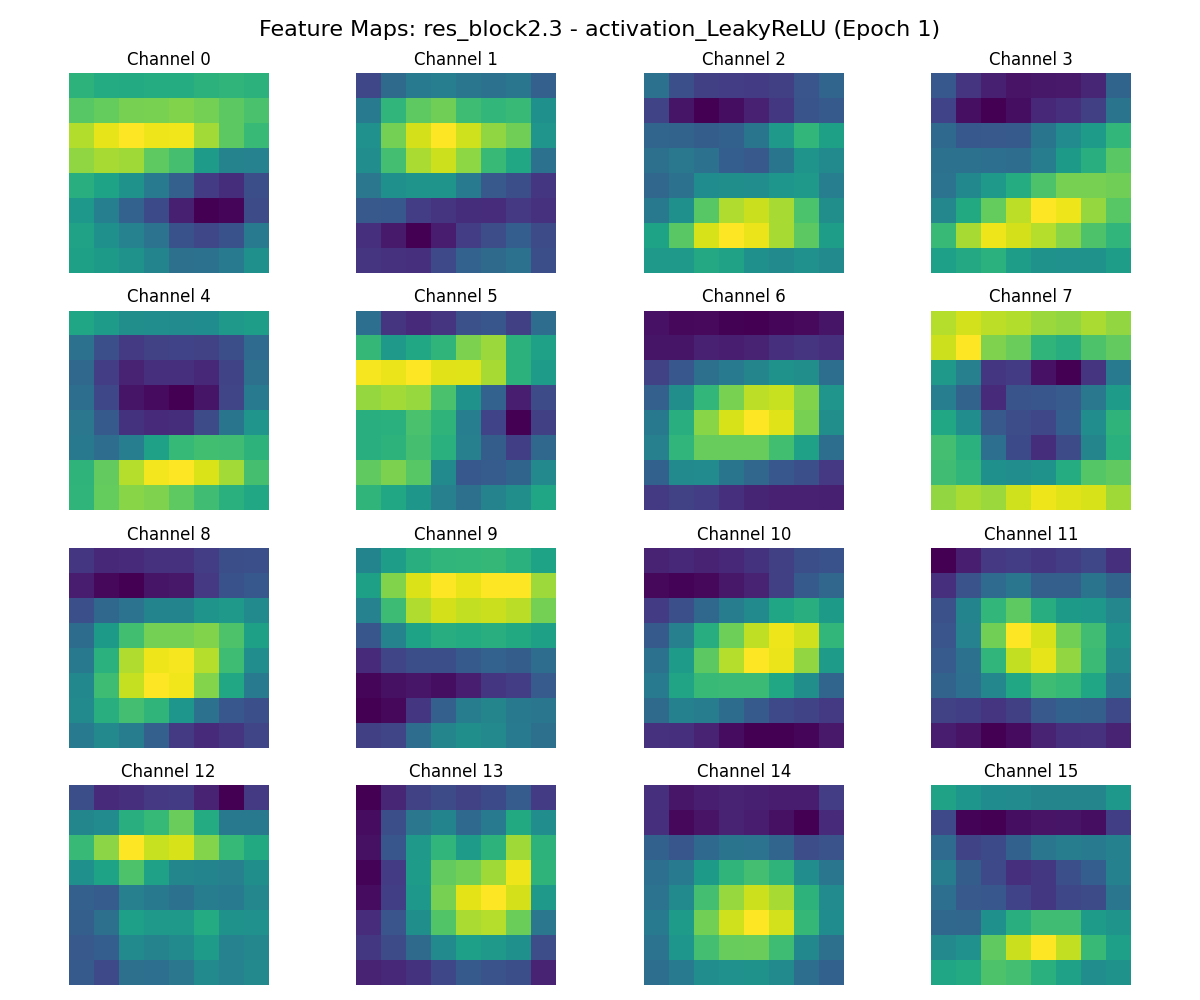 Feature Maps: res_block2.3 - activation_LeakyReLU (Epoch 1)
Channel 0
Channel 1
Channel 2
Channel 3
Channel 4
Channel 5
Channel 6
Channel 7
Channel 8
Channel 9
Channel 10
Channel 11
Channel 12
Channel 13
Channel 14
Channel 15